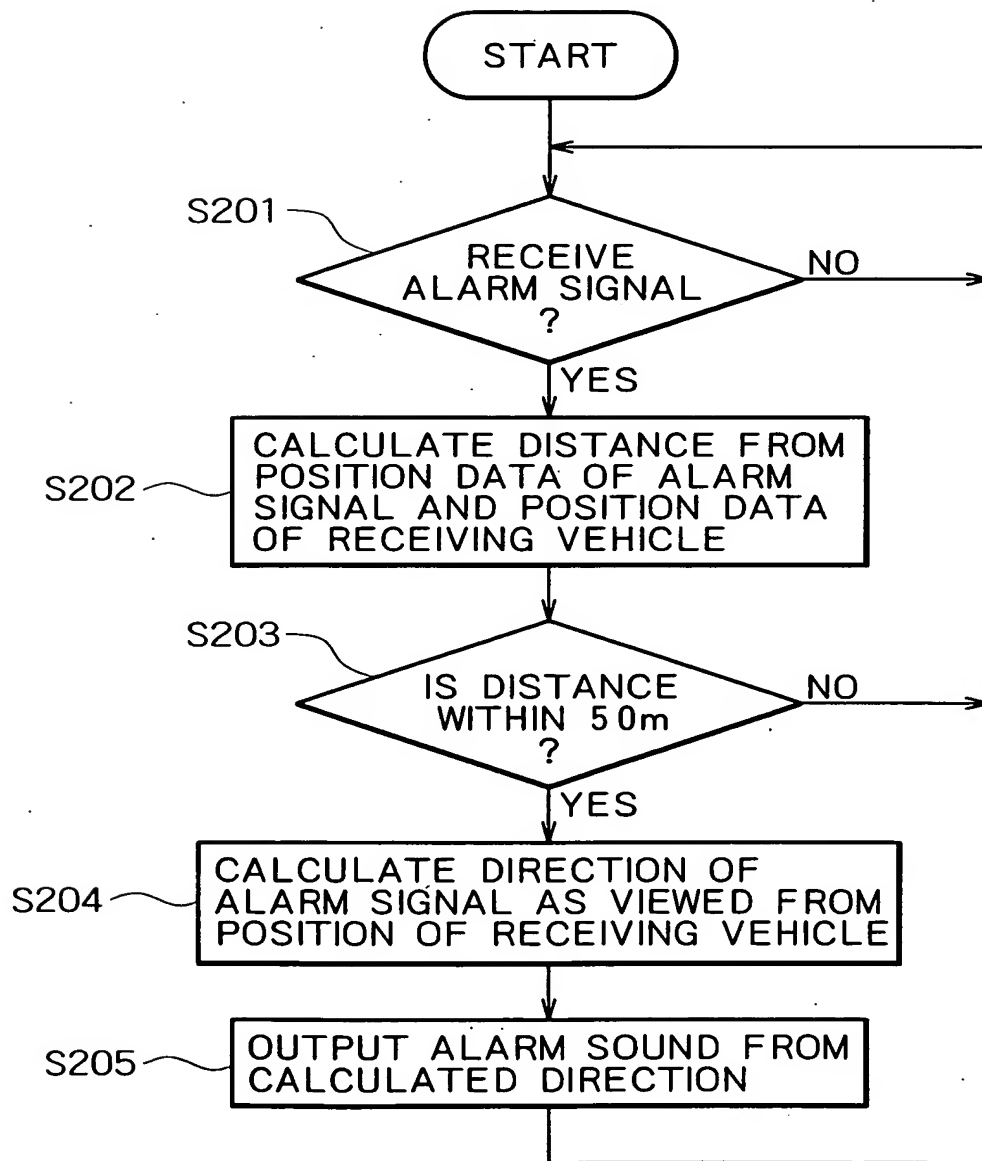 START
S201
RECEIVE
ALARM SIGNAL
?
NO
YES
S202
CALCULATE DISTANCE FROM
POSITION DATA OF ALARM
SIGNAL AND POSITION DATA
OF RECEIVING VEHICLE
S203
IS DISTANCE
WITHIN 50m
?
NO
YES
S204
CALCULATE DIRECTION OF
ALARM SIGNAL AS VIEWED FROM
POSITION OF RECEIVING VEHICLE
S205
OUTPUT ALARM SOUND FROM
CALCULATED DIRECTION